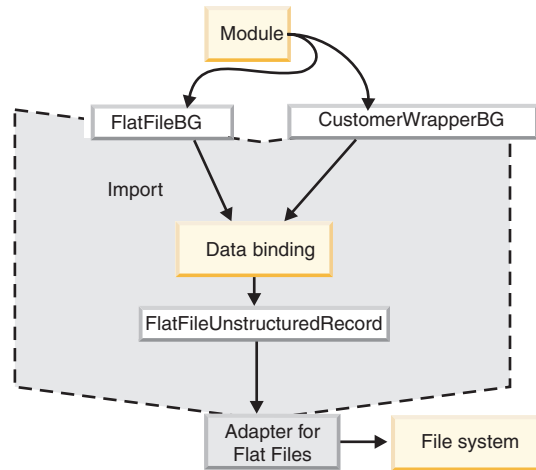 Module
FlatFileBG
CustomerWrapperBG
Import
Data binding
FlatFileUnstructuredRecord
Adapter for
Flat Files
File system